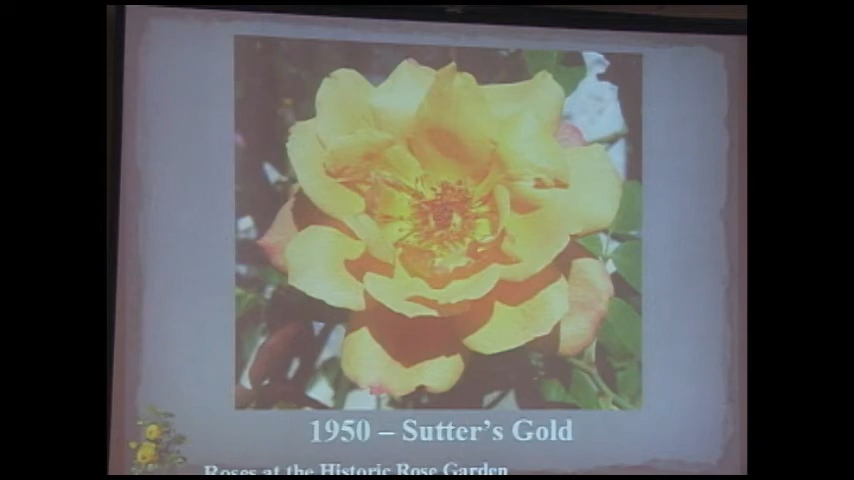 1950 – Sutter's Gold
Roses at the Historic Rose Garden